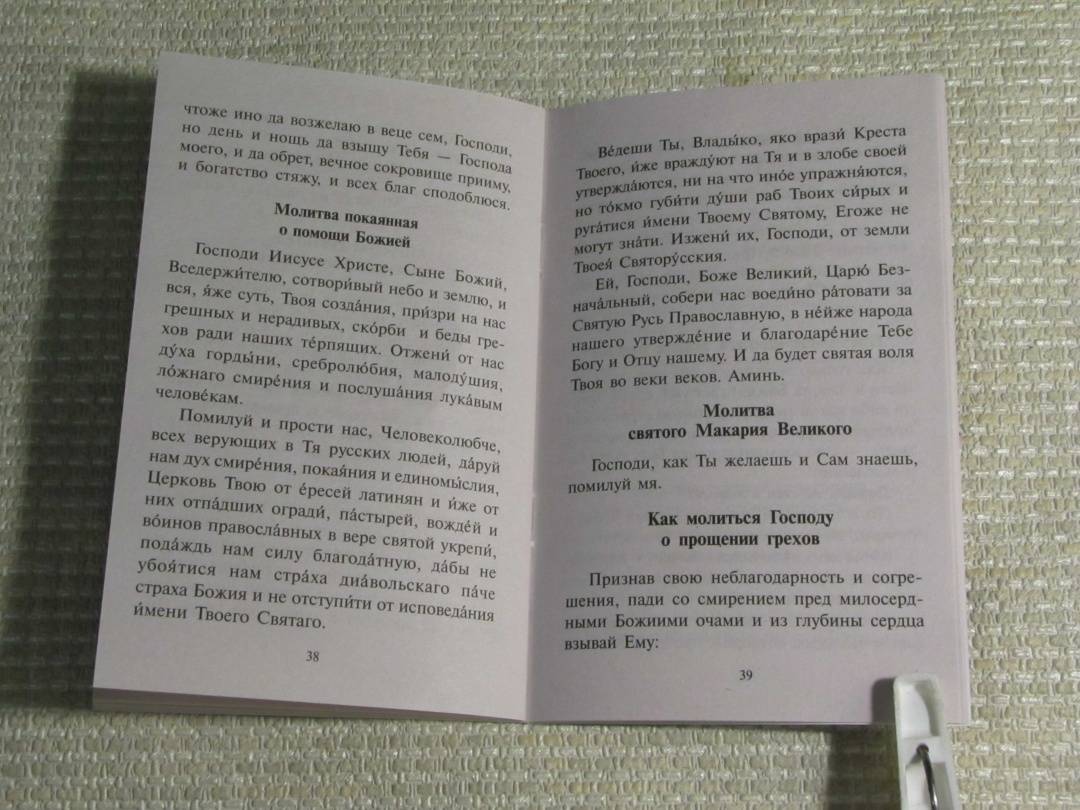 чтоже ино да возжелаю в веце сем, Господи,
но день и нощь да взыщу Тебя — Господа
моего, и да обрет, вечное сокровище прииму,
и богатство стяжу, и всех благ сподоблюся.
Молитва покаянная
о помощи Божией
Господи Иисусе Христе, Сыне Божий,
Вседержи́телю, сотвори́вый небо и землю, и
вся, я́же суть, Твоя созда́ния, при́зри на нас
грешных и нерадивых, ско́рби и беды гре-
хов ради наших те́рпящих. Отжени́ от нас
ду́ха горды́ни, сребролю́бия, малоду́шия,
ло́жнаго смире́ния и послуша́ния лука́вым
челове́кам.
Помилуй и прости нас, Человеколюбче,
всех верующих в Тя русских людей, да́руй
нам дух смире́ния, покая́ния и единомы́слия,
Церковь Твою от е́ресей латинян и и́же от
них отпа́дших огради́, па́стырей, вожде́й и
во́инов православных в вере святой укрепи́,
пода́ждь нам силу благода́тную, да́бы не
убоя́тися нам стра́ха диа́вольскаго па́че
страха Божия и не отступи́ти от испове́дания
и́мени Твоего Святаго.
38
Ве́деши Ты, Влады́ко, яко врази́ Креста
Твоего, и́же вражду́ют на Тя и в злобе своей
утвержда́ются, ни на что ино́е упражня́ются,
но то́кмо губи́ти ду́ши раб Твоих си́рых и
руга́тися и́мени Твоему Святому, Егоже не
могут зна́ти. Изжени́ их, Господи, от земли
Твоея́ Святору́сския.
Ей, Господи, Боже Великий, Царю́ Без-
нача́льный, собери нас воеди́но ра́товати за
Святую Русь Православную, в не́йже народа
нашего утвержде́ние и благодаре́ние Тебе
Богу и Отцу нашему. И да будет святая воля
Твоя во веки веков. Аминь.
Молитва
святого Макария Великого
Господи, как Ты желаешь и Сам знаешь,
помилуй мя.
Как молиться Господу
о прощении грехов
Признав свою неблагодарность и согре-
шения, пади со смирением пред милосерд-
ными Божиими очами и из глубины сердца
взывай Ему:
39